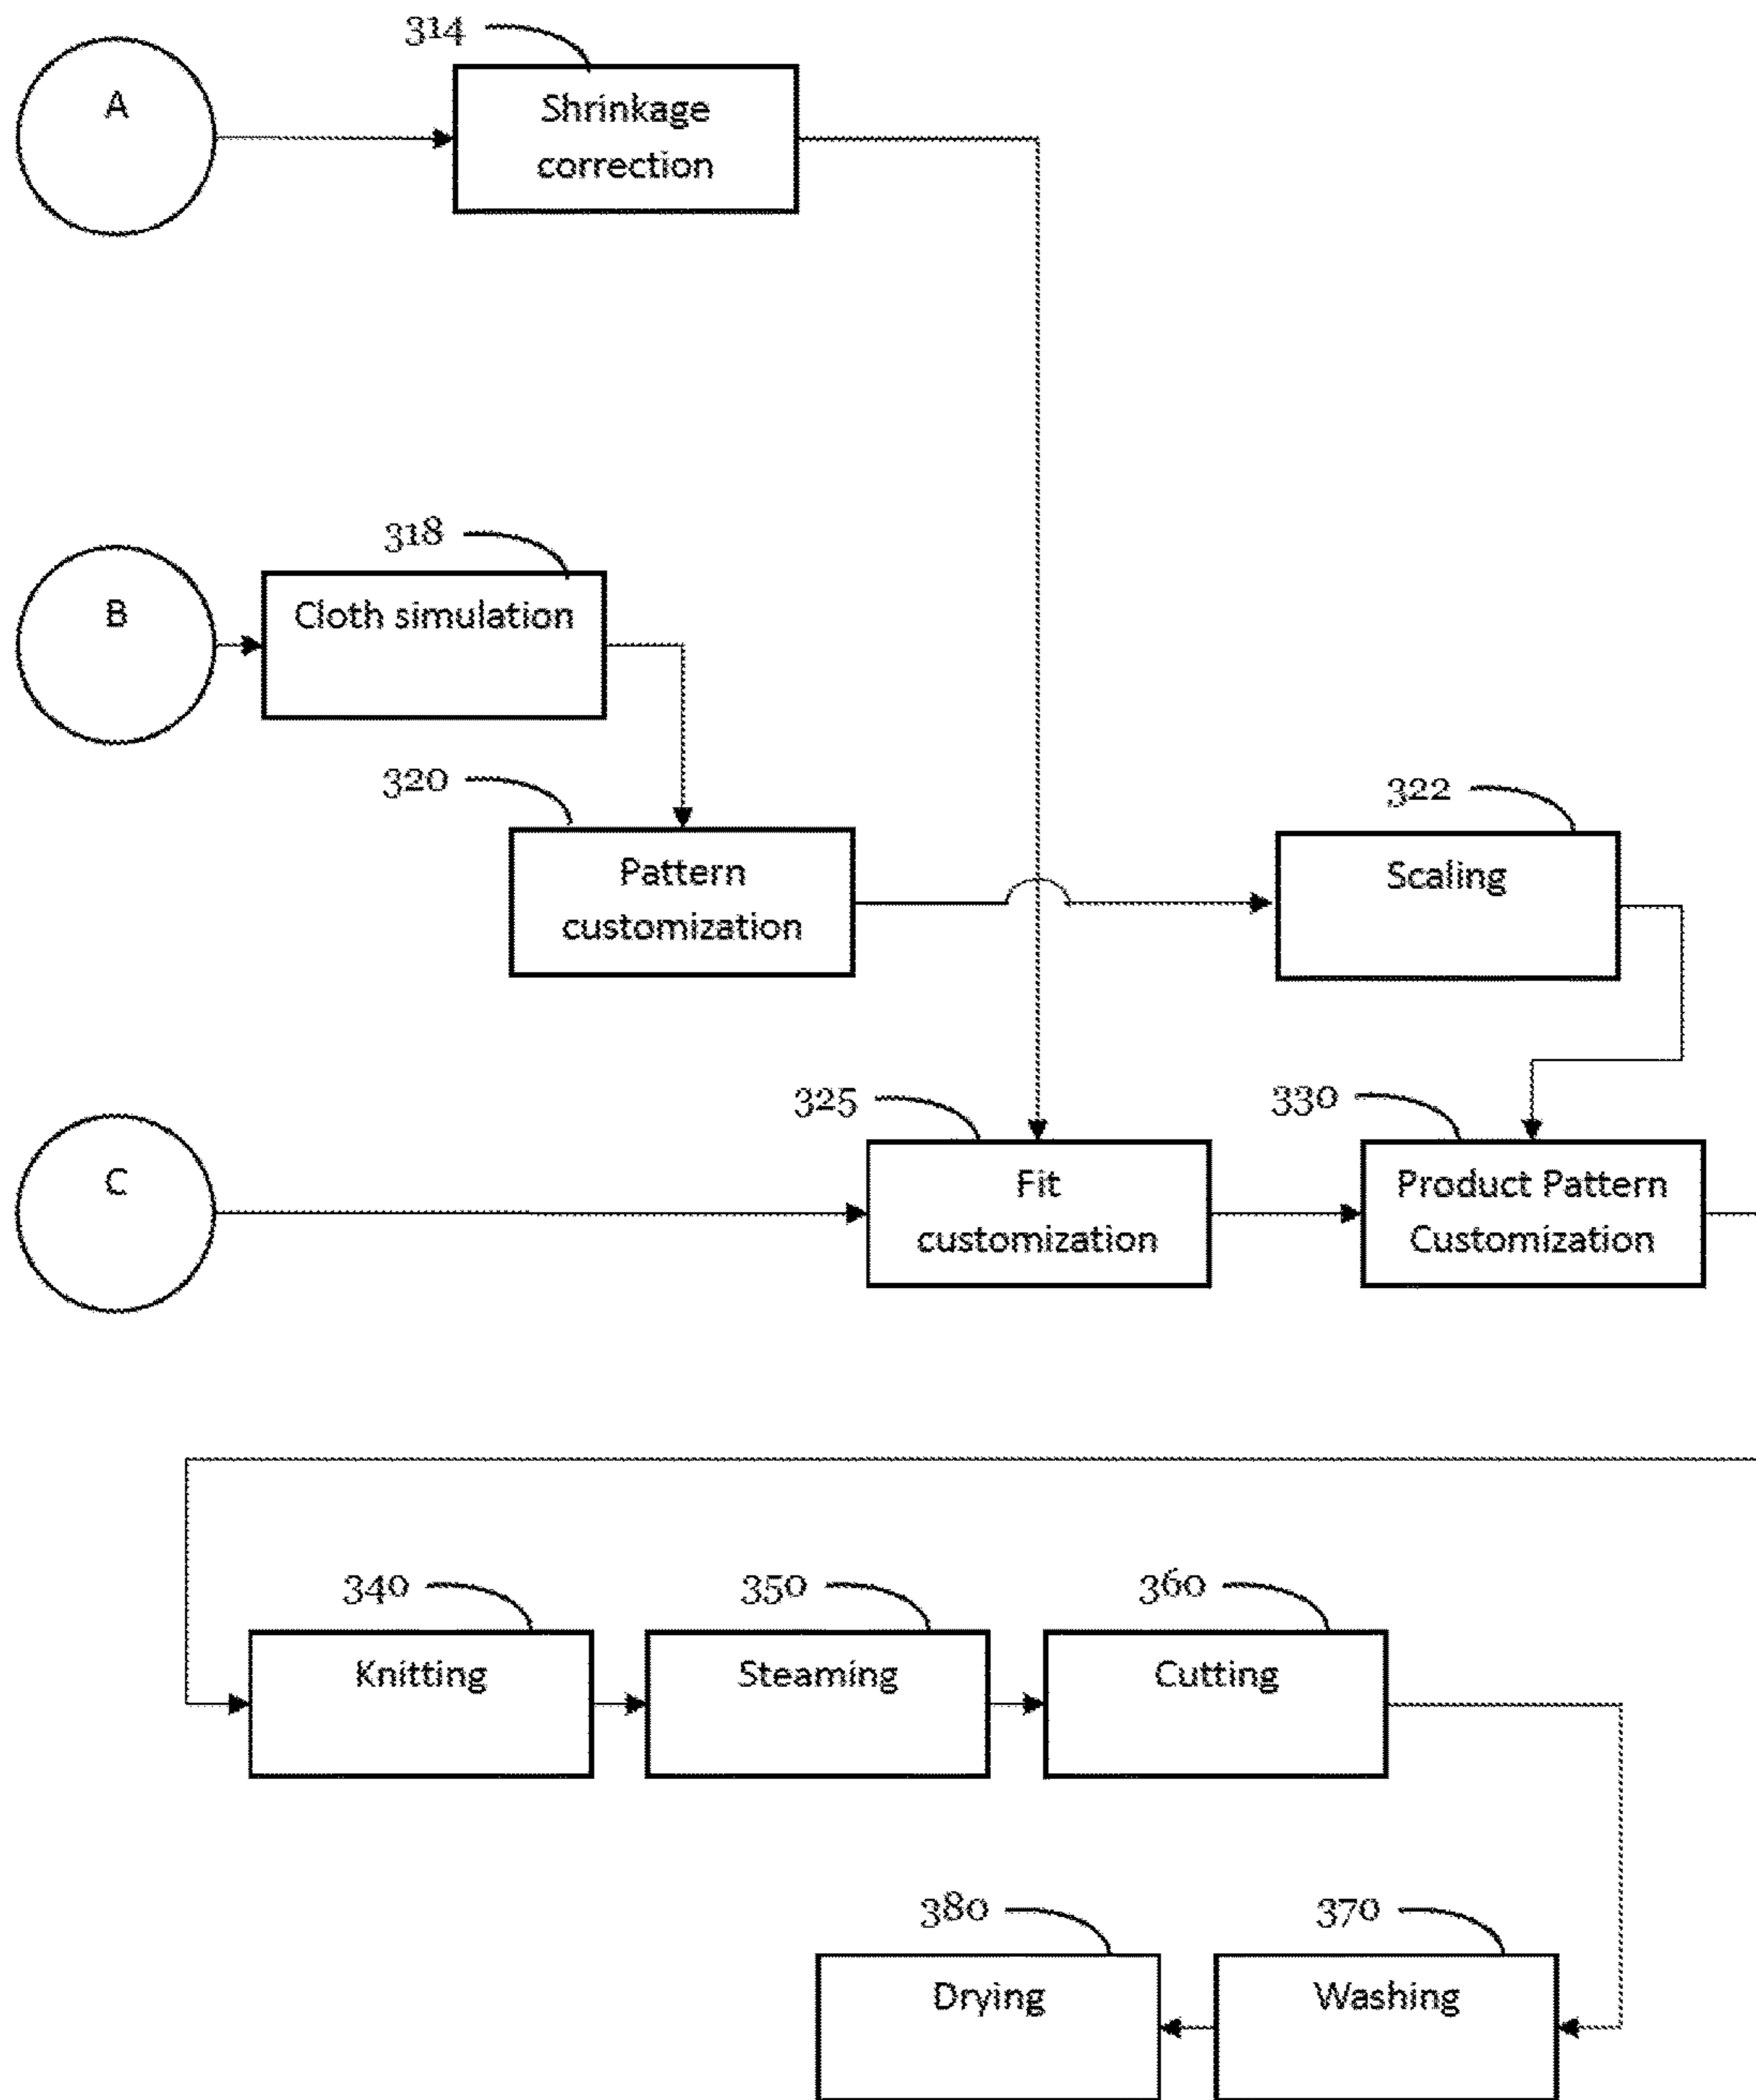 314
A
Shrinkage
correction
318
B
Cloth simulation
320
Pattern
customization
322
Scaling
325
330
C
Fit
customization
Product Pattern
Customization
340
350
360
Knitting
Steaming
Cutting
380
370
Drying
Washing